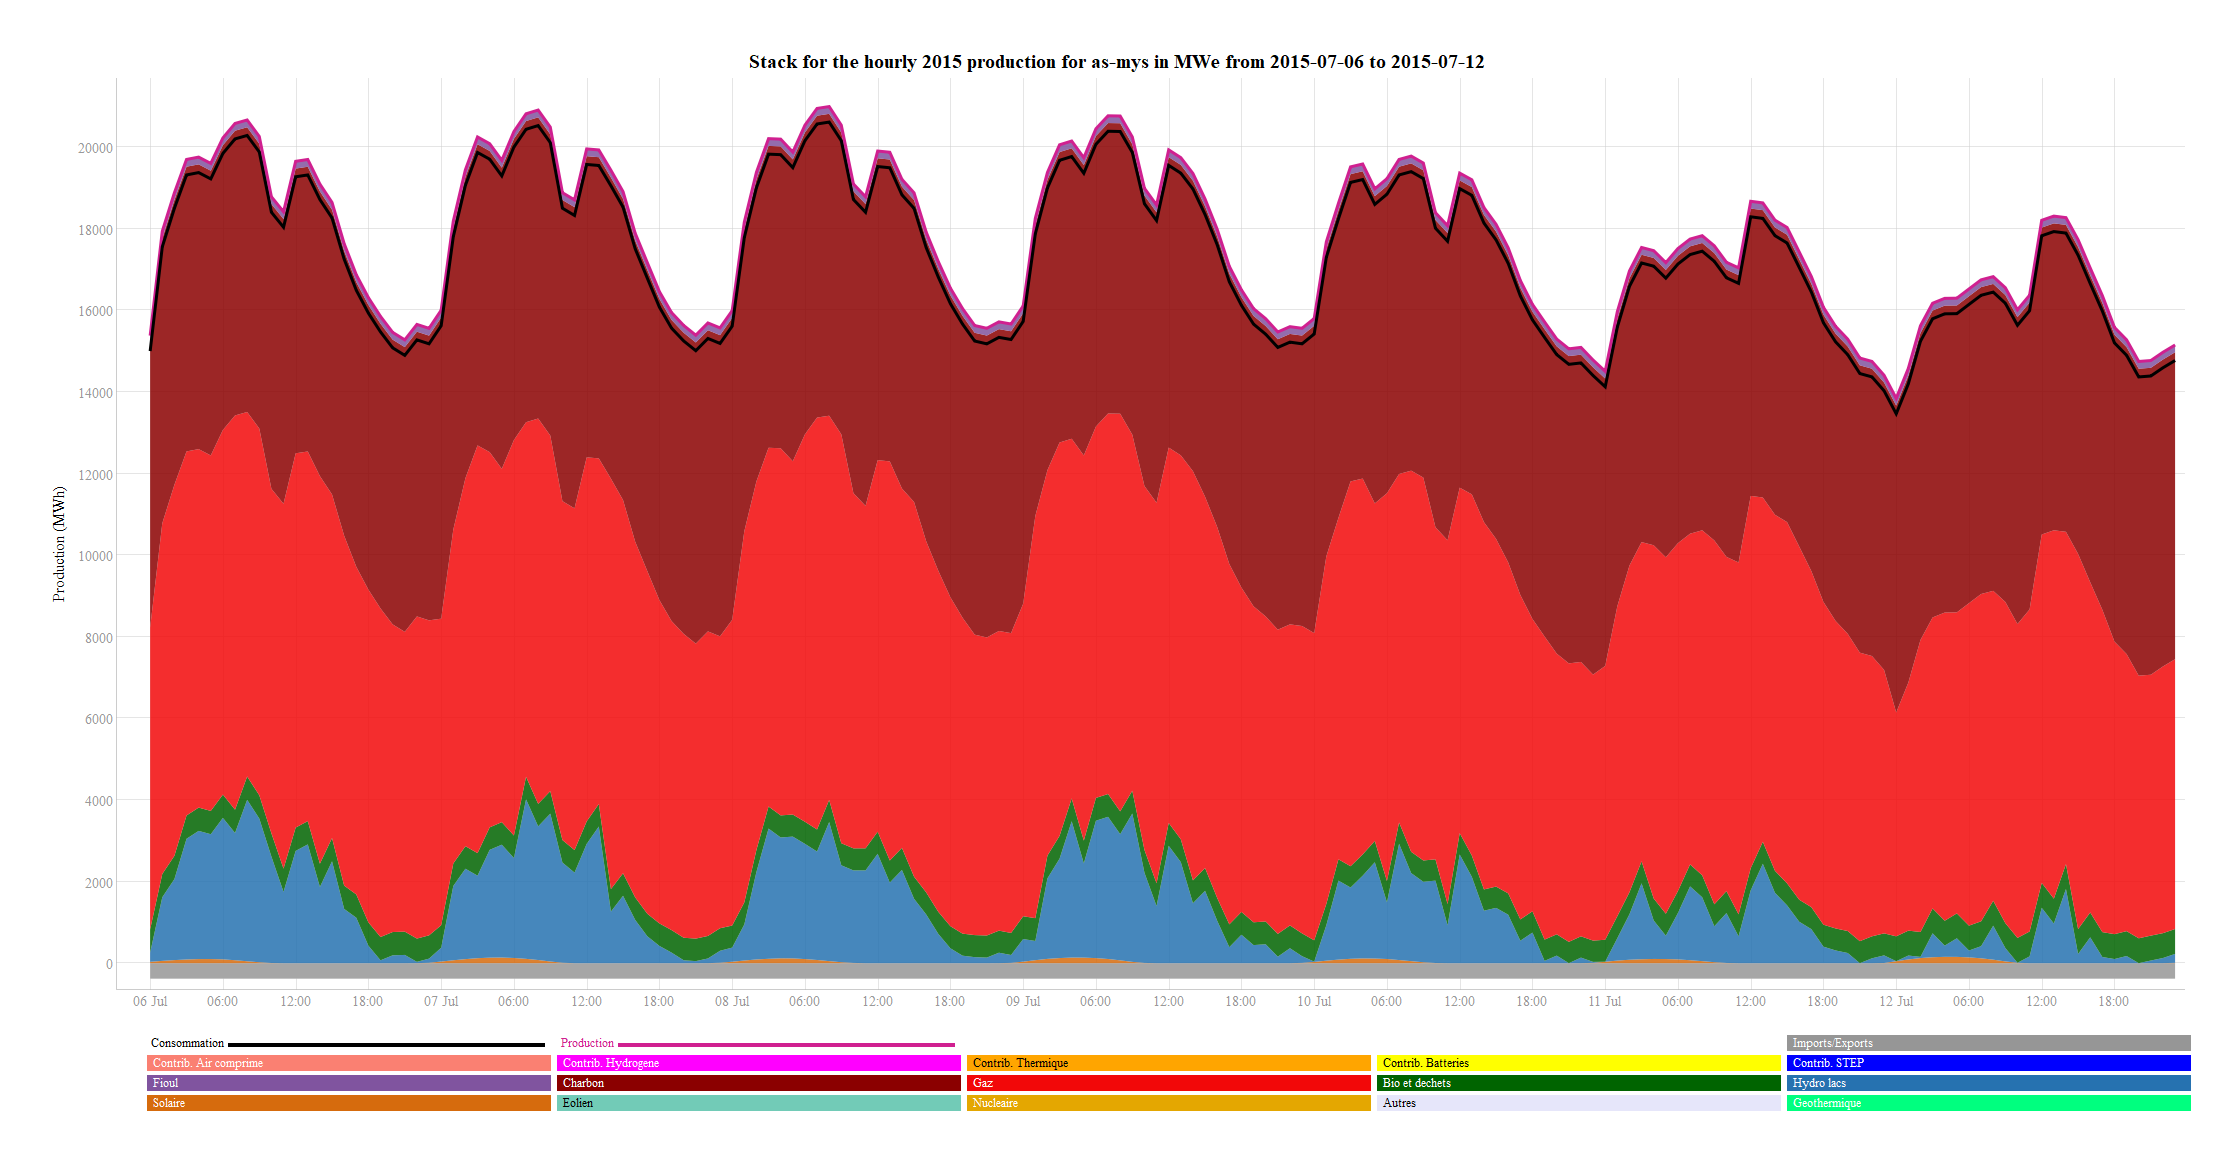 Stack for the hourly 2015 production for as-mys in MWe from 2015-07-06 to 2015-07-12
Production (MWh)
20000
18000
16000
14000
12000
10000
8000
6000
4000
2000
0
06 Jul 06:00 12:00 18:00 07 Jul 06:00 12:00 18:00 08 Jul 06:00 12:00 18:00 09 Jul 06:00 12:00 18:00 10 Jul 06:00 12:00 18:00 11 Jul 06:00 12:00 18:00 12 Jul 06:00 12:00 18:00
Consommation Production Imports/Exports
Contrib. Air comprime Contrib. Hydrogene Contrib. Thermique Contrib. Batteries Contrib. STEP
Fioul Charbon Gaz Bio et dechets Hydro lacs
Solaire Eolien Nucleaire Autres Geothermique